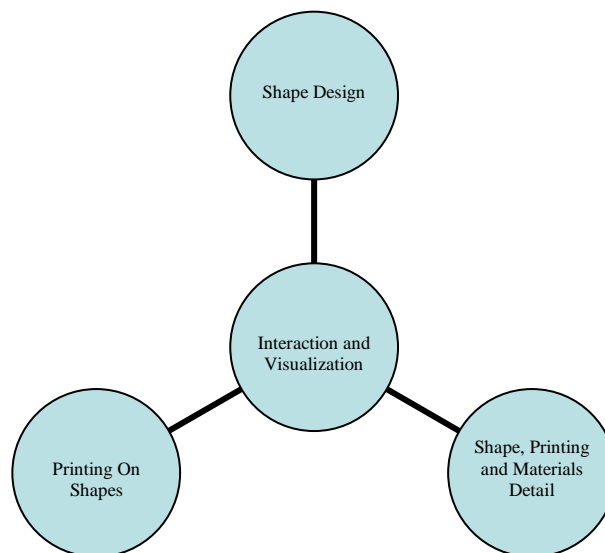 Shape Design
Interaction and
Visualization
Printing On
Shapes
Shape, Printing
and Materials
Detail